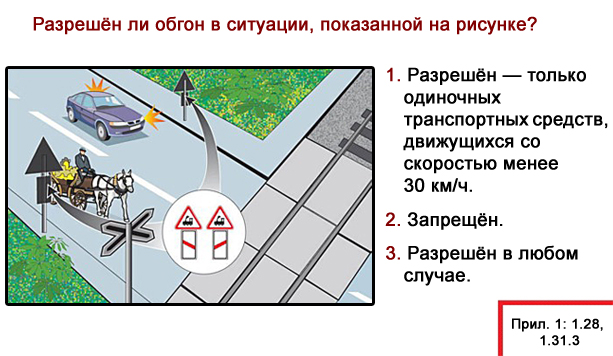 Разрешён ли обгон в ситуации, показанной на рисунке?
1. Разрешён — только
одиночных
транспортных средств,
движущихся со
скоростью менее
30 км/ч.
2. Запрещён.
3. Разрешён в любом
случае.
Прил. 1: 1.28,
1.31.3